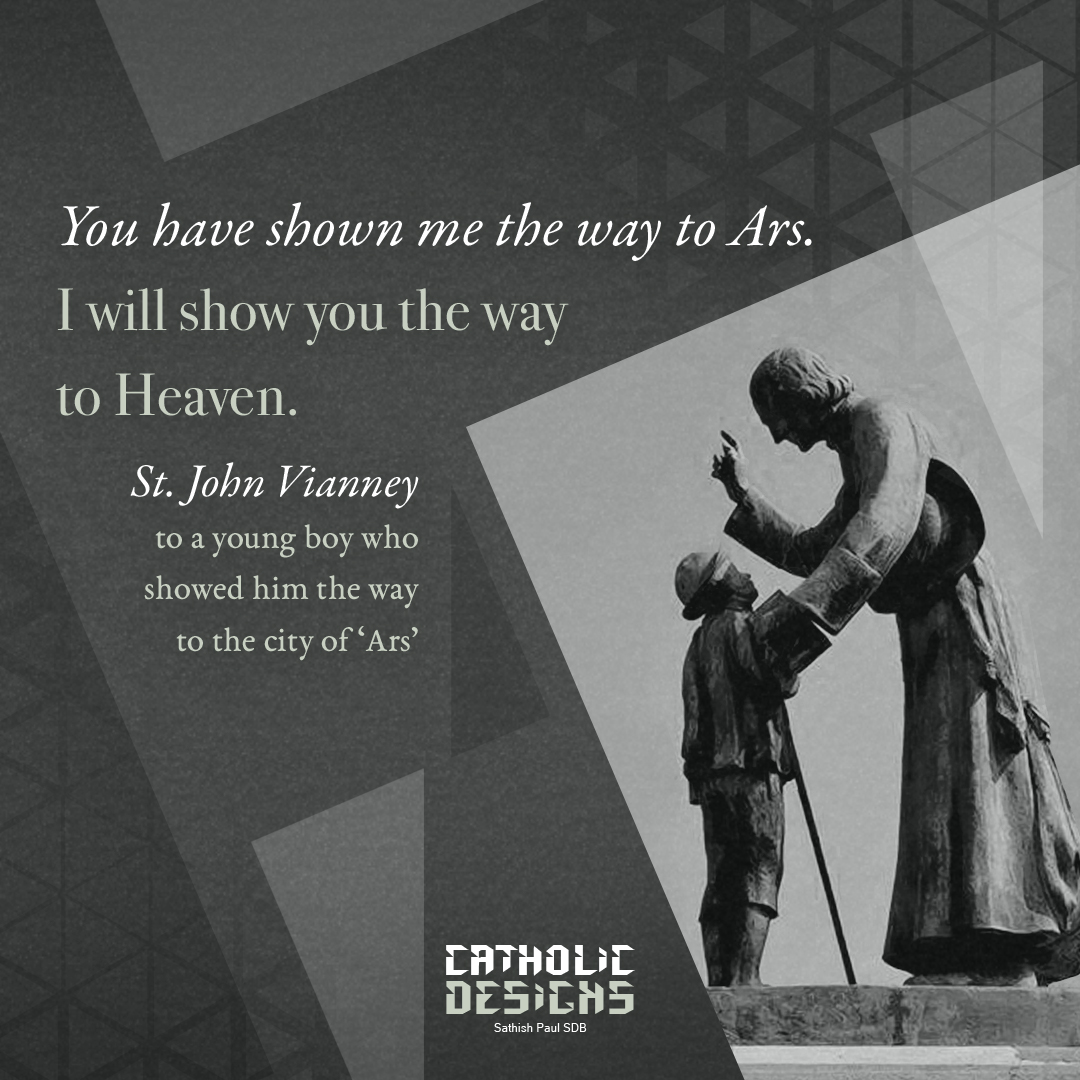 You have shown me the way to Ars.
I will show you the way
to Heaven.
St. John Vianney
to a young boy who
showed him the way
to the city of ‘Ars’
CATHOLIC
DESIGNS
Sathish Paul SDB